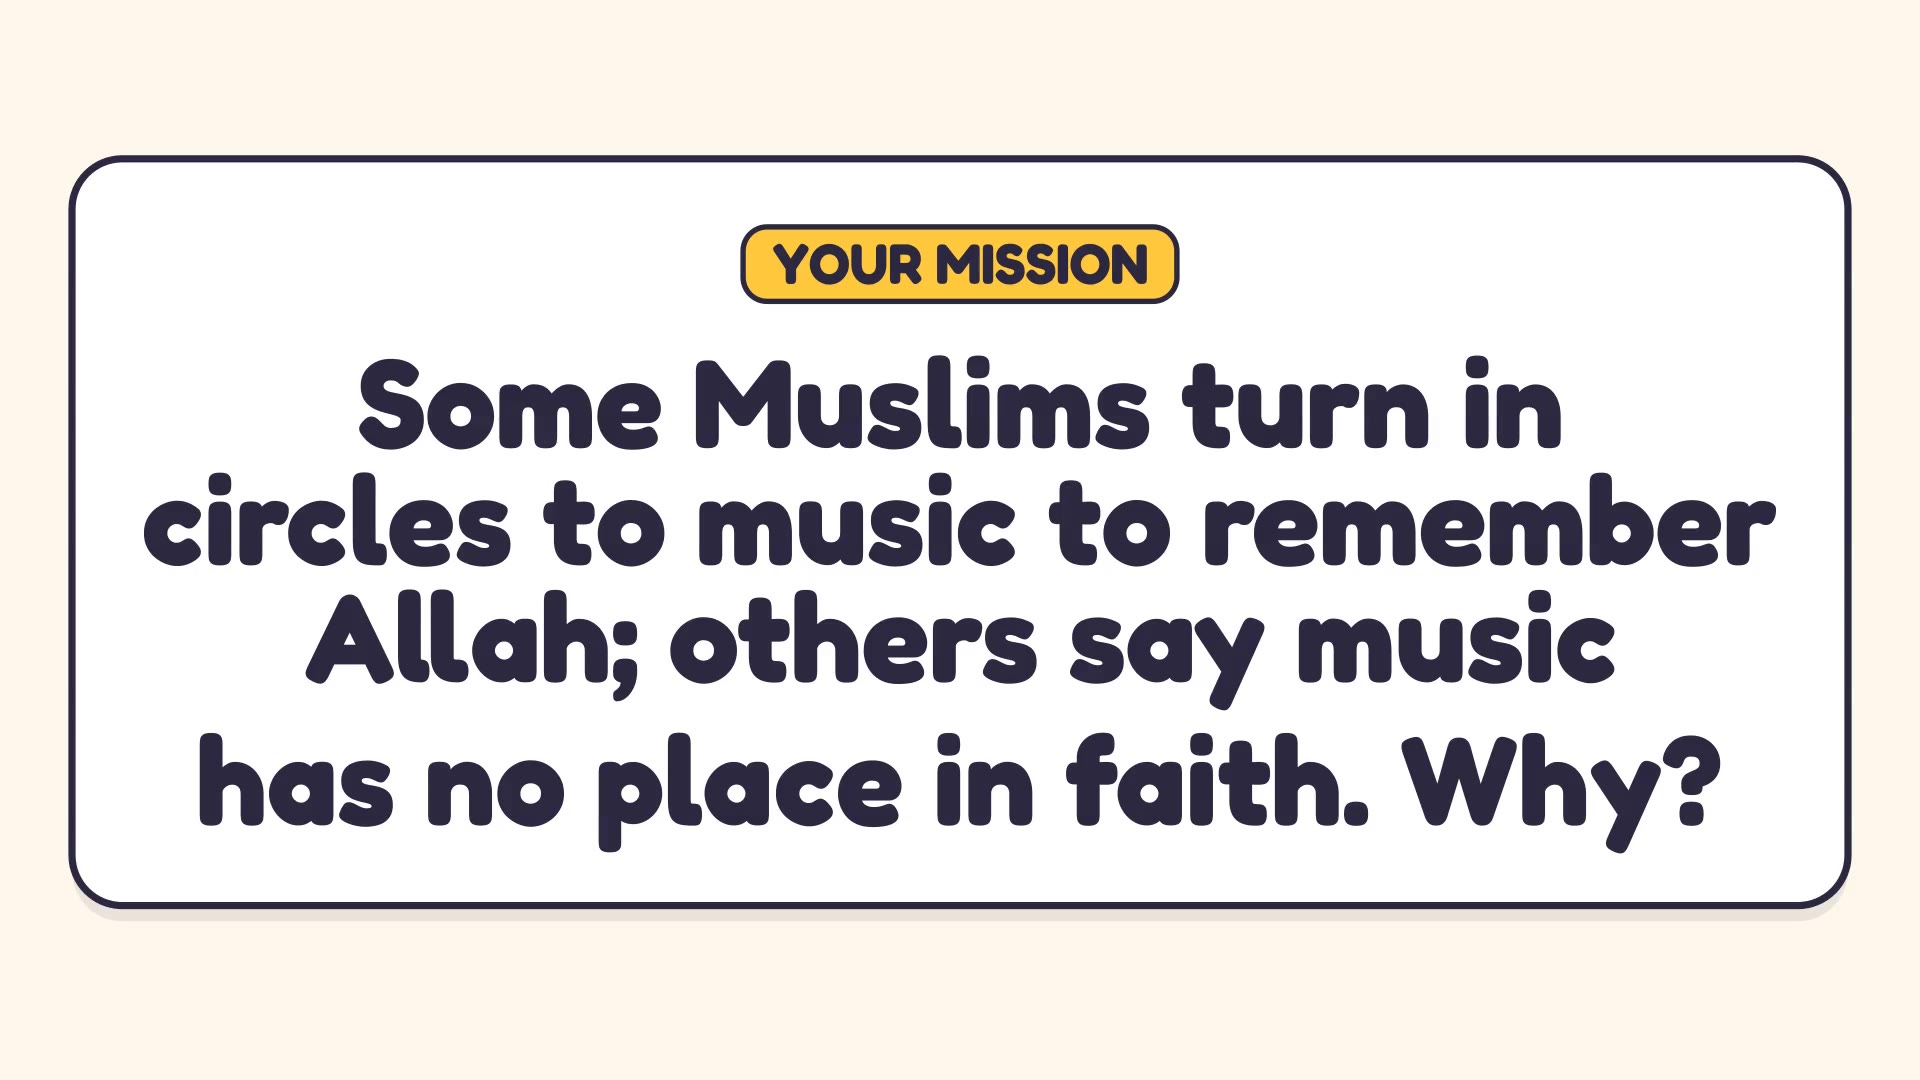 YOUR MISSION
Some Muslims turn in
circles to music to remember
Allah; others say music
has no place in faith. Why?